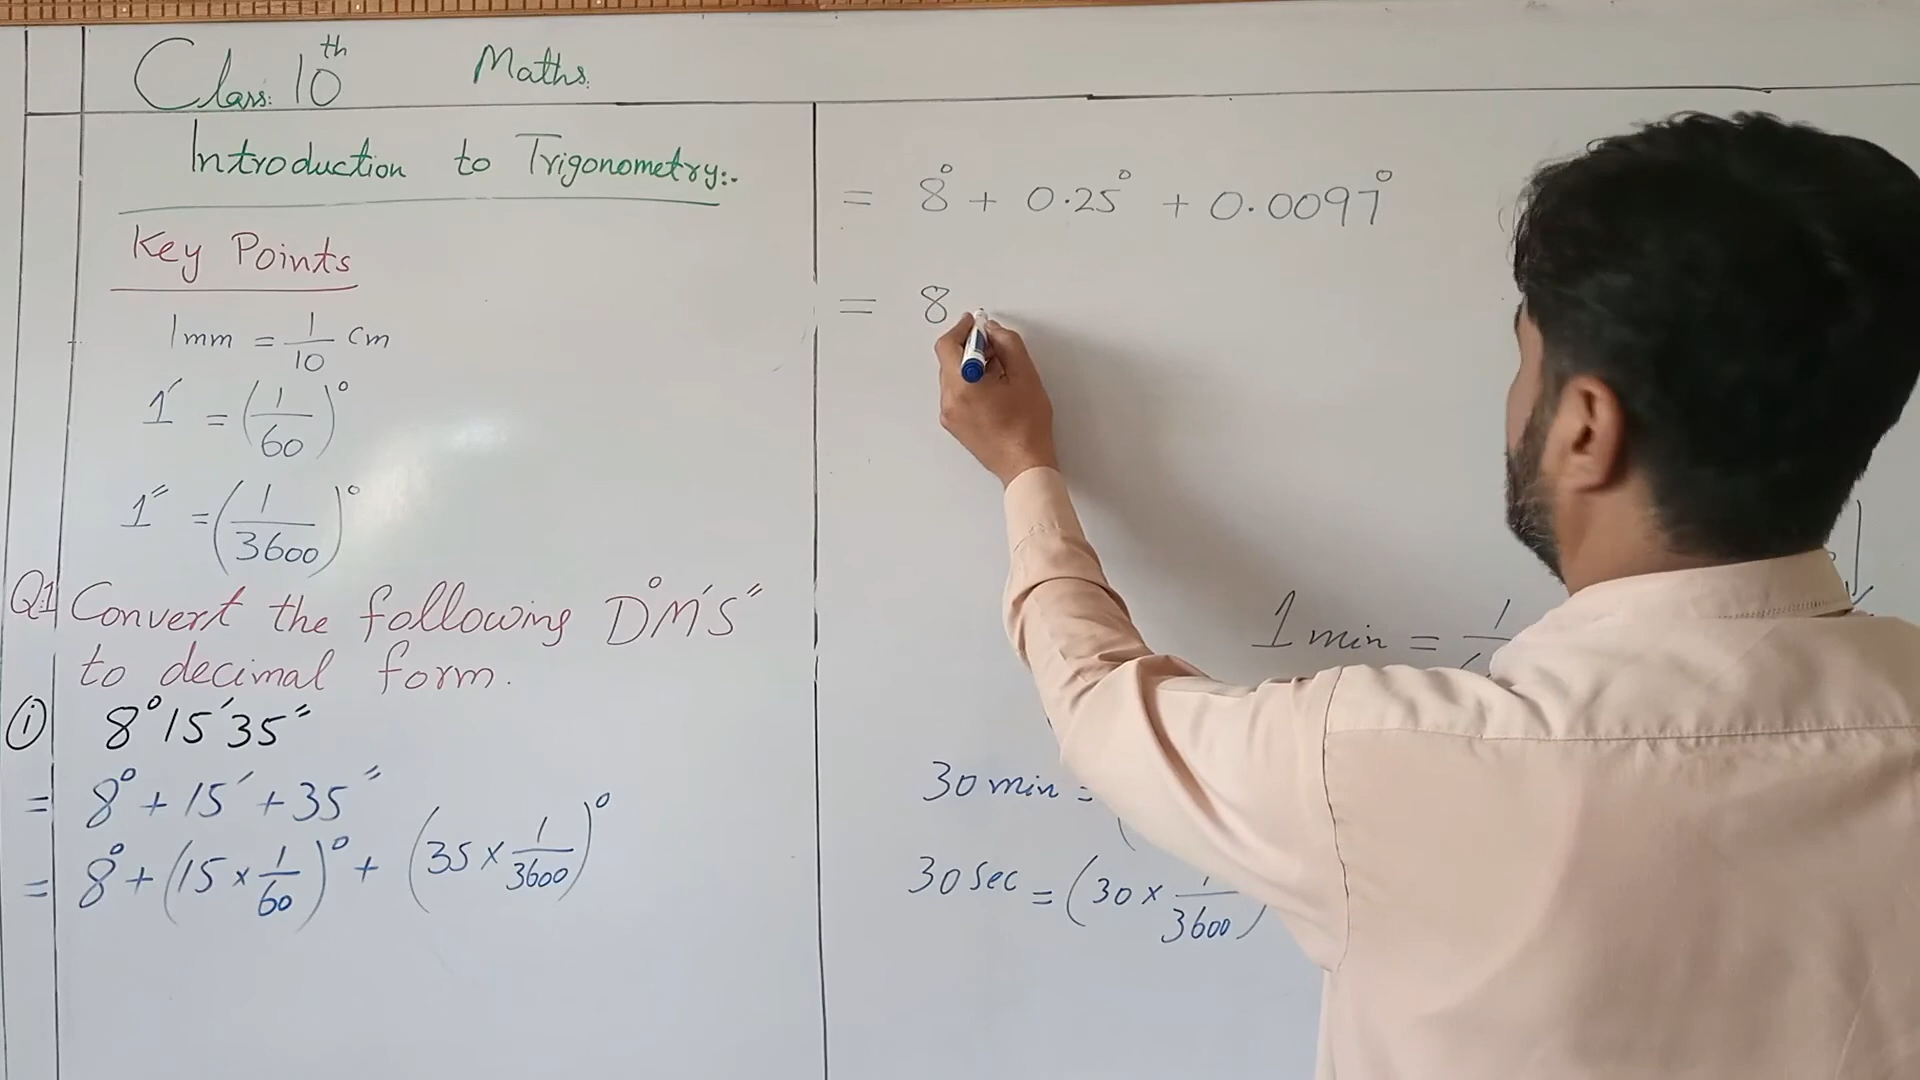 Class: 10th Maths.
Introduction to Trigonometry:-
Key Points
1mm = 1/10 cm
1′ = (1/60)°
1″ = (1/3600)°
Q.1 Convert the following D°M′S″
to decimal form.
(i) 8°15′35″
= 8° + 15′ + 35″
= 8° + (15 × 1/60)° + (35 × 1/3600)°
= 8° + 0.25° + 0.0097°
= 8
1 min = 1/
30 min =
30 sec = (30 × 1/3600)